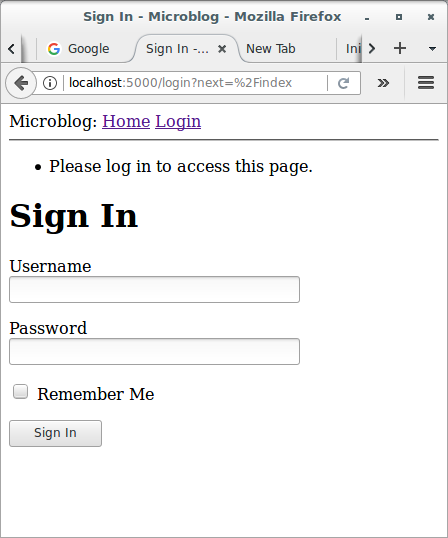 Sign In - Microblog - Mozilla Firefox
Google Sign In -... New Tab Ini
localhost:5000/login?next=%2Findex
Microblog: Home Login
Please log in to access this page.
Sign In
Username
Password
Remember Me
Sign In